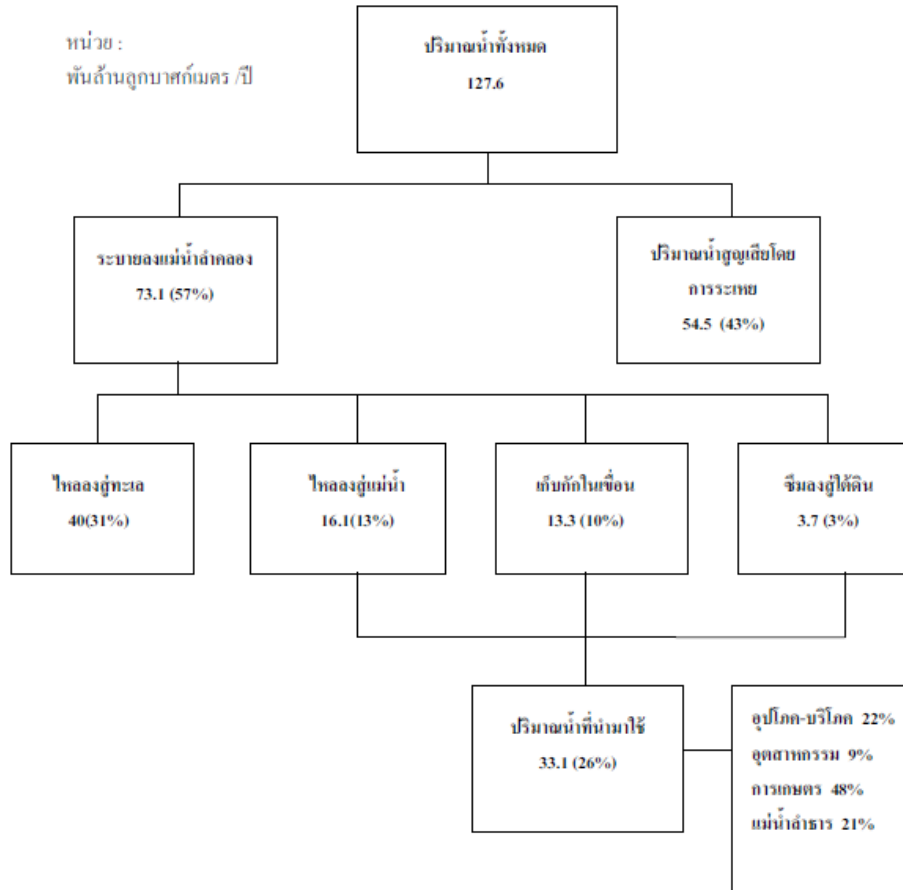 หน่วย :
พันล้านลูกบาศก์เมตร /ปี
ปริมาณน้ำทั้งหมด
127.6
ระบายลงแม่น้ำลำคลอง
73.1 (57%)
ปริมาณน้ำสูญเสียโดย
การระเหย
54.5 (43%)
ไหลลงสู่ทะเล
40(31%)
ไหลลงสู่แม่น้ำ
16.1(13%)
เก็บกักในเขื่อน
13.3 (10%)
ซึมลงสู่ใต้ดิน
3.7 (3%)
ปริมาณน้ำที่นำมาใช้
33.1 (26%)
อุปโภค-บริโภค 22%
อุตสาหกรรม 9%
การเกษตร 48%
แม่น้ำลำธาร 21%